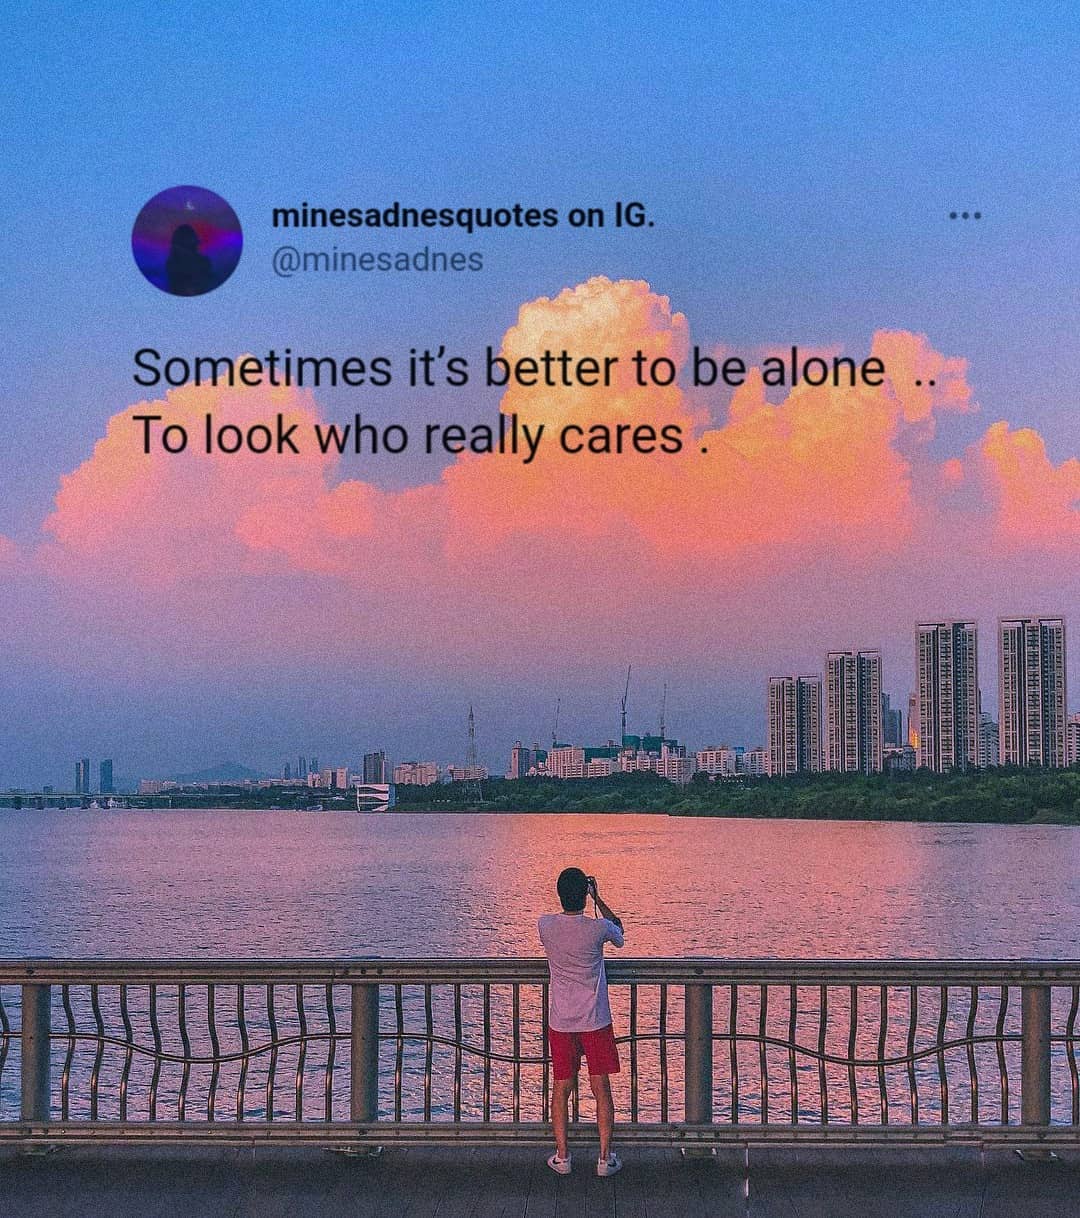 minesadnesquotes on IG.
@minesadnes
Sometimes it’s better to be alone ..
To look who really cares .